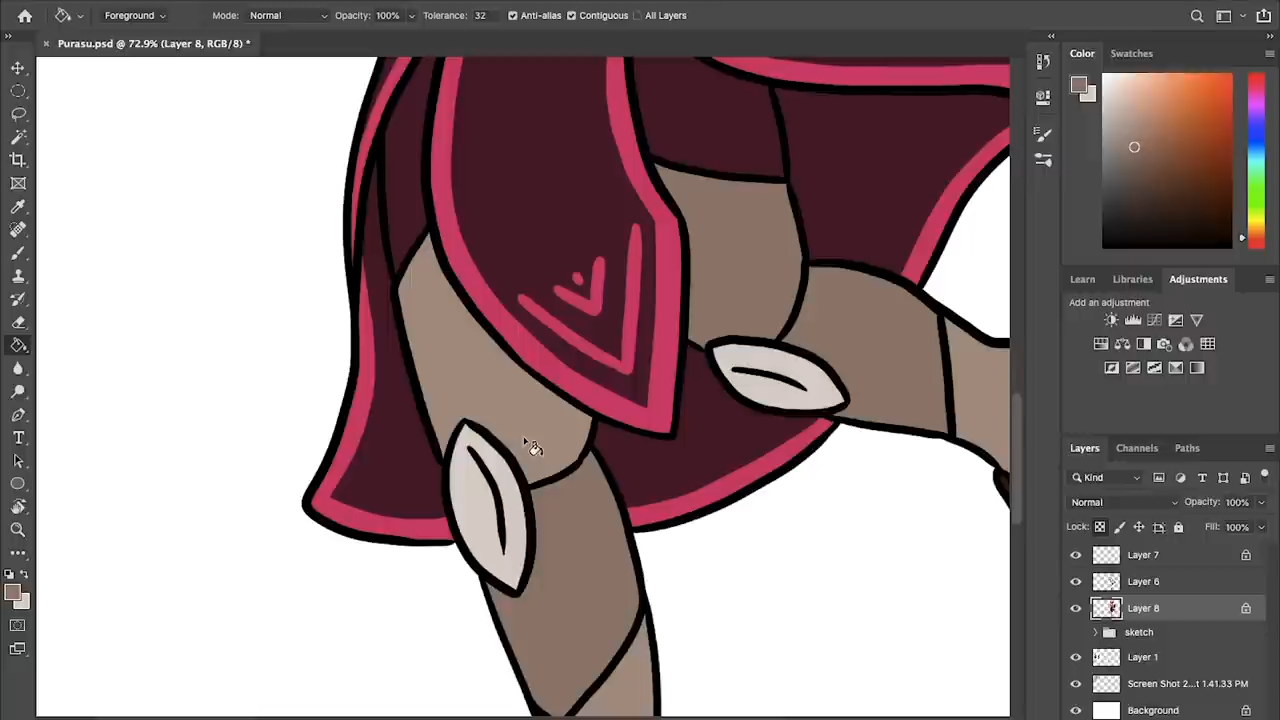 Foreground Mode: Normal Opacity: 100% Tolerance: 32 Anti-alias Contiguous All Layers
Purasu.psd @ 72.9% (Layer 8, RGB/8) *
Color Swatches
Learn Libraries Adjustments
Add an adjustment
Layers Channels Paths
Kind
Normal Opacity: 100%
Lock: Fill: 100%
Layer 7
Layer 6
Layer 8
sketch
Layer 1
Screen Shot 2...t 1.41.33 PM
Background